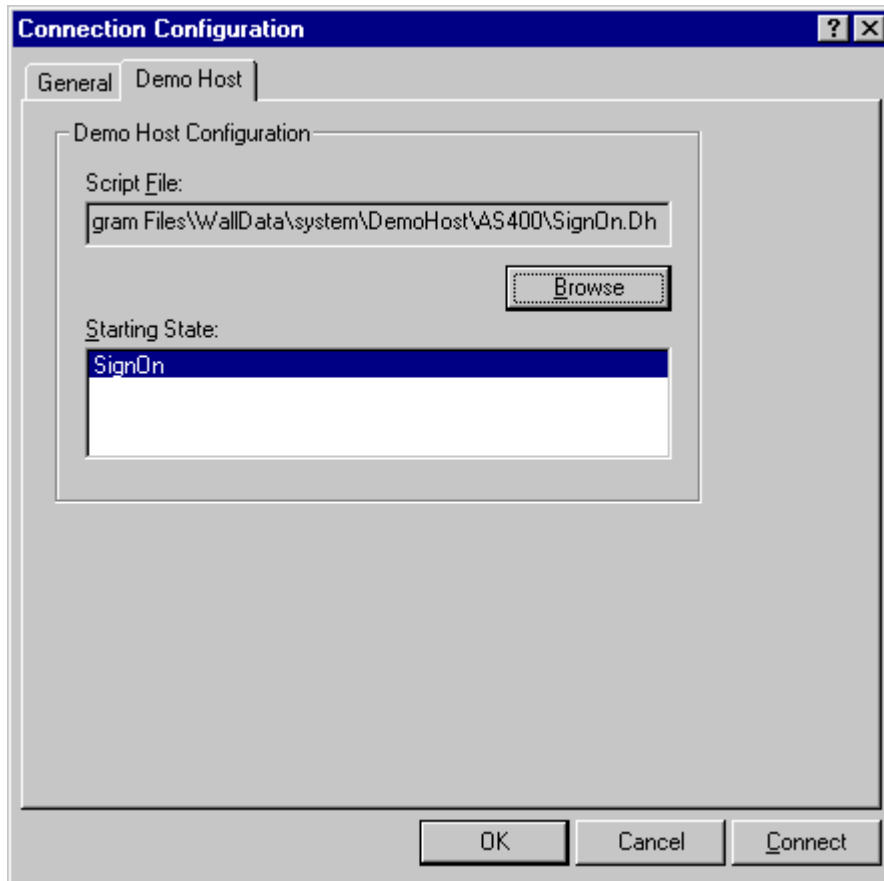 Connection Configuration
General Demo Host
Demo Host Configuration
Script File:
gram Files\WallData\system\DemoHost\AS400\SignOn.Dh
Browse
Starting State:
SignOn
OK Cancel Connect